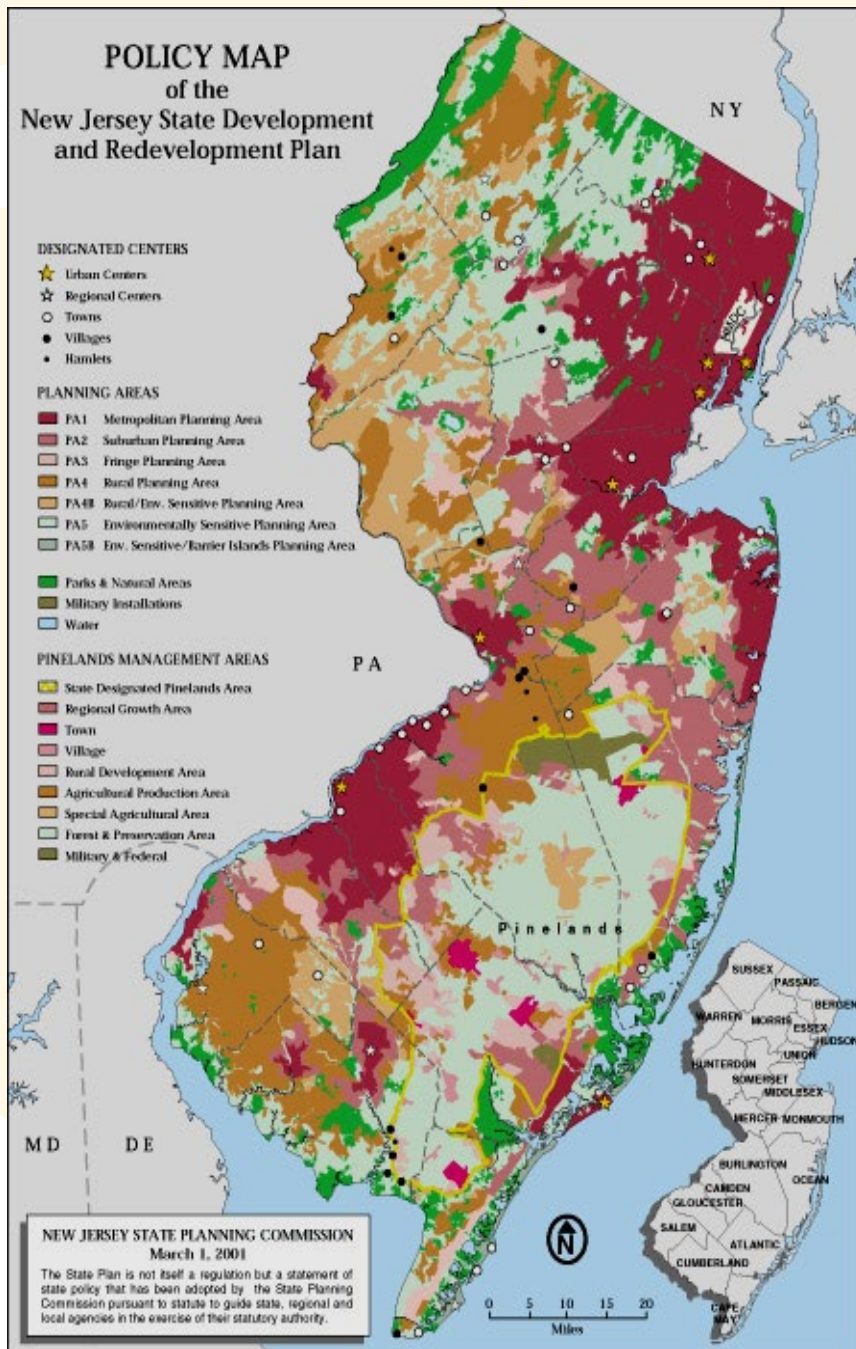 POLICY MAP
of the
New Jersey State Development
and Redevelopment Plan
NY
DESIGNATED CENTERS
Urban Centers
Regional Centers
Towns
Villages
Hamlets
HMDC
PLANNING AREAS
PA1 Metropolitan Planning Area
PA2 Suburban Planning Area
PA3 Fringe Planning Area
PA4 Rural Planning Area
PA4B Rural/Env. Sensitive Planning Area
PA5 Environmentally Sensitive Planning Area
PA5B Env. Sensitive/Barrier Islands Planning Area
Parks & Natural Areas
Military Installations
Water
PA
PINELANDS MANAGEMENT AREAS
State Designated Pinelands Area
Regional Growth Area
Town
Village
Rural Development Area
Agricultural Production Area
Special Agricultural Area
Forest & Preservation Area
Military & Federal
Pinelands
SUSSEX
PASSAIC
BERGEN
WARREN
MORRIS
ESSEX
HUDSON
UNION
HUNTERDON
SOMERSET
MIDDLESEX
MERCER
MONMOUTH
BURLINGTON
OCEAN
CAMDEN
GLOUCESTER
SALEM
ATLANTIC
CUMBERLAND
CAPE
MAY
MD
DE
NEW JERSEY STATE PLANNING COMMISSION
March 1, 2001
The State Plan is not itself a regulation but a statement of
state policy that has been adopted by the State Planning
Commission pursuant to statute to guide state, regional and
local agencies in the exercise of their statutory authority.
N
0 5 10 15 20
Miles